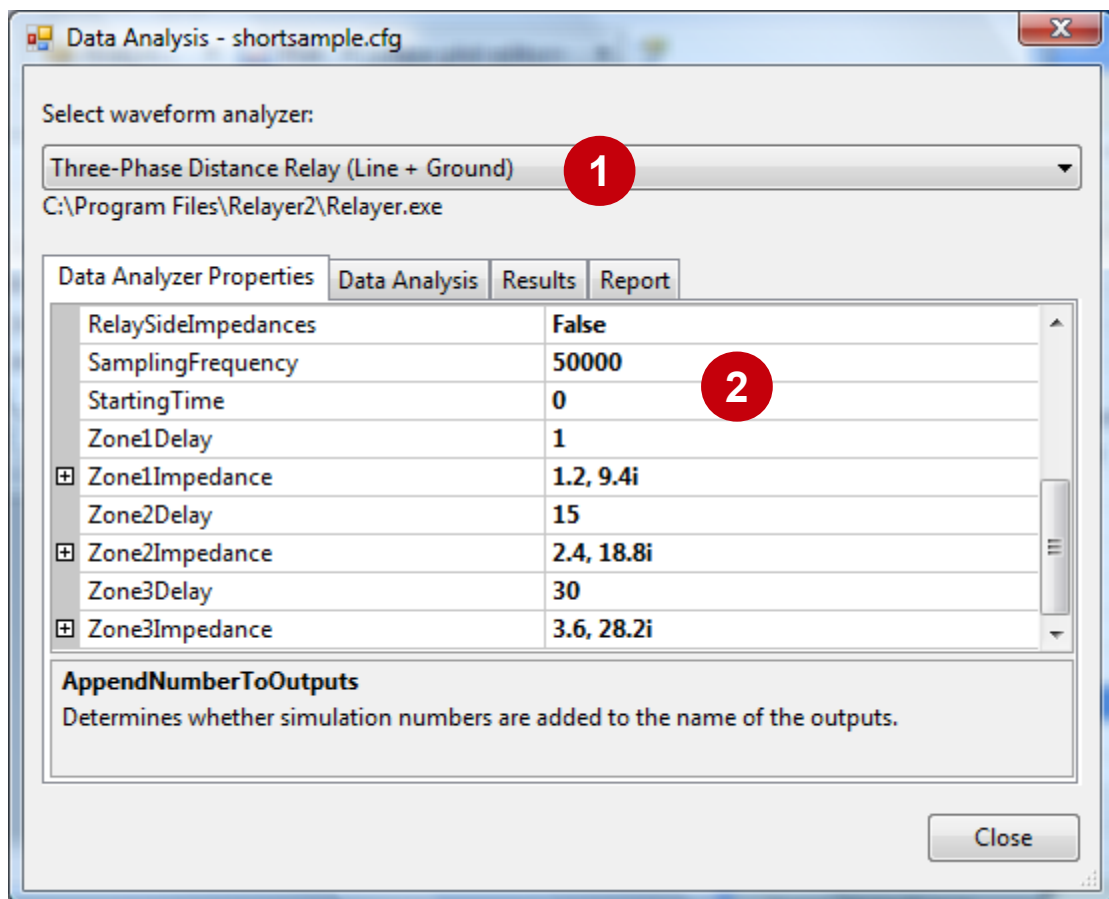 Data Analysis - shortsample.cfg
Select waveform analyzer:
Three-Phase Distance Relay (Line + Ground)
1
C:\Program Files\Relayer2\Relayer.exe
Data Analyzer Properties Data Analysis Results Report
RelaySideImpedances False
SamplingFrequency 50000
2
StartingTime 0
Zone1Delay 1
Zone1Impedance 1.2, 9.4i
Zone2Delay 15
Zone2Impedance 2.4, 18.8i
Zone3Delay 30
Zone3Impedance 3.6, 28.2i
AppendNumberToOutputs
Determines whether simulation numbers are added to the name of the outputs.
Close